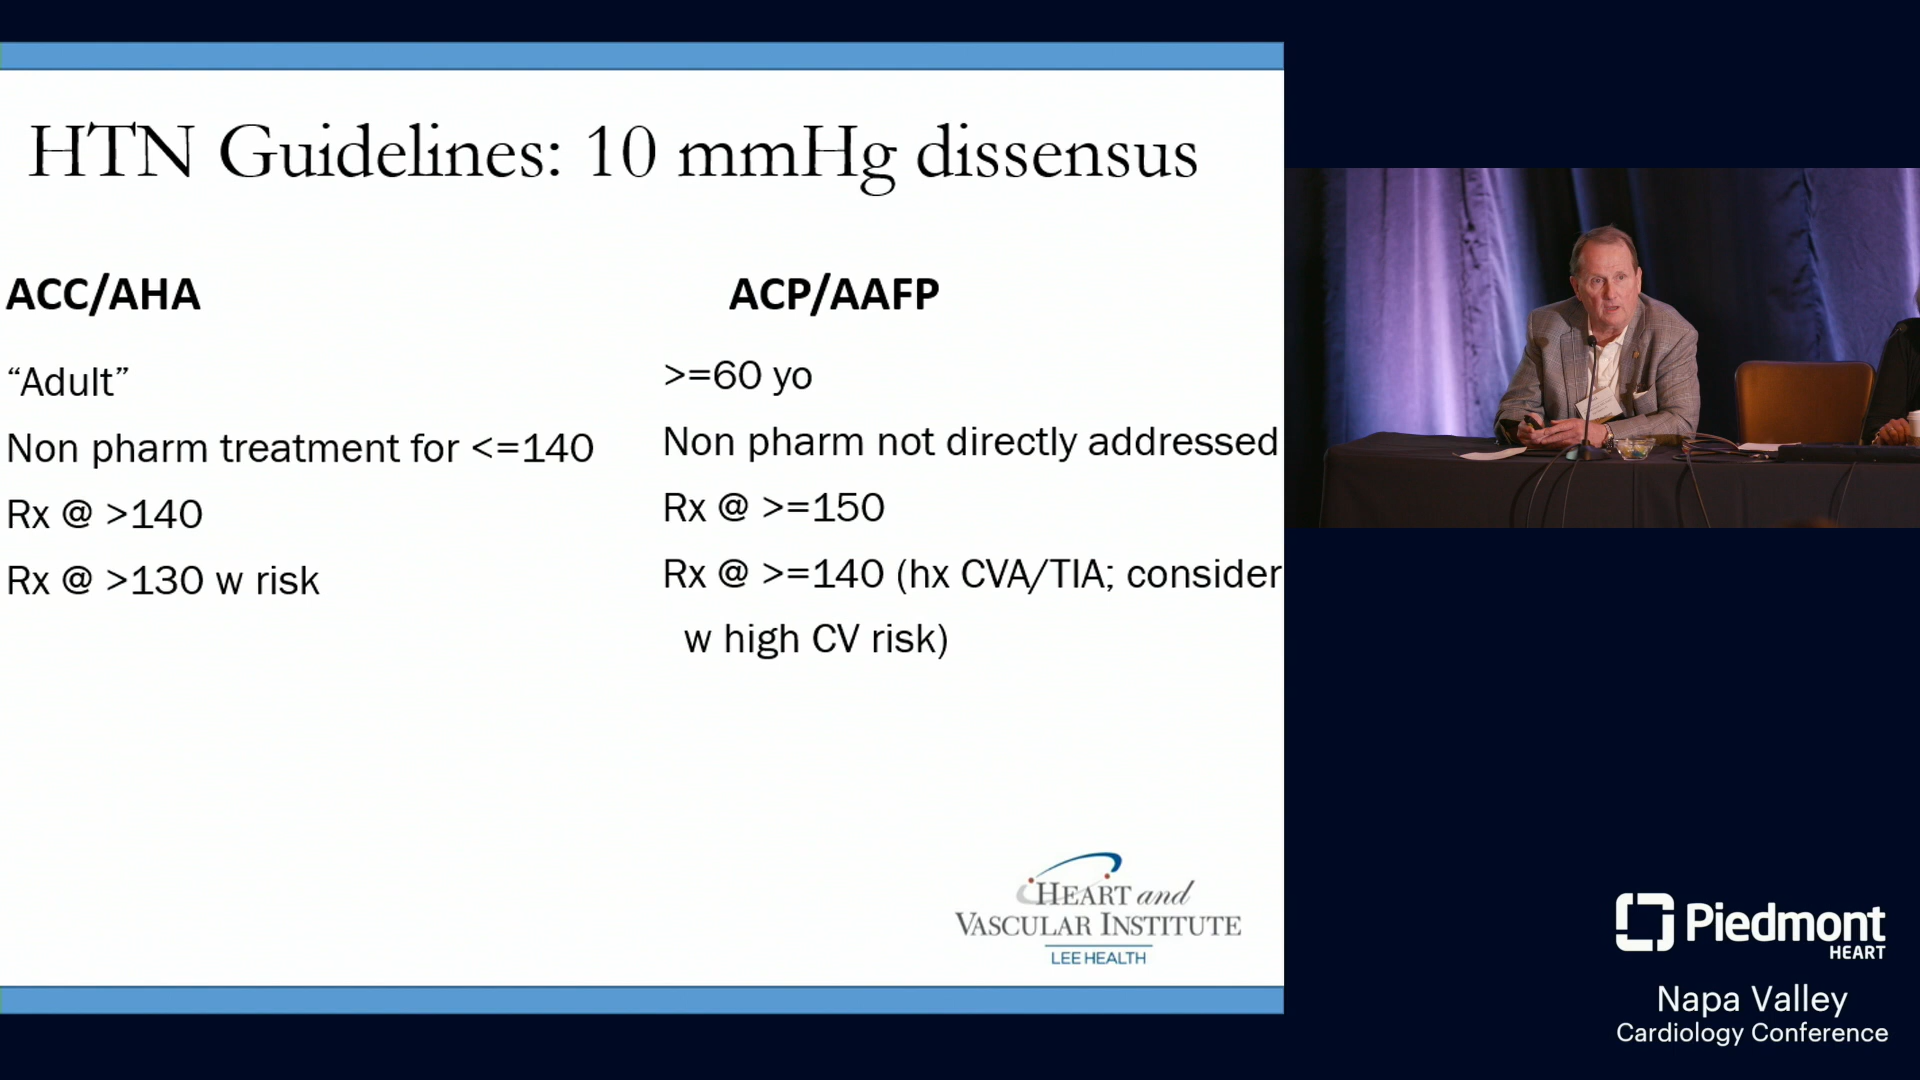 HTN Guidelines: 10 mmHg dissensus
ACC/AHA
“Adult”
Non pharm treatment for <=140
Rx @ >140
Rx @ >130 w risk
ACP/AAFP
>=60 yo
Non pharm not directly addressed
Rx @ >=150
Rx @ >=140 (hx CVA/TIA; consider
w high CV risk)
HEART and
VASCULAR INSTITUTE
LEE HEALTH
Piedmont
HEART
Napa Valley
Cardiology Conference